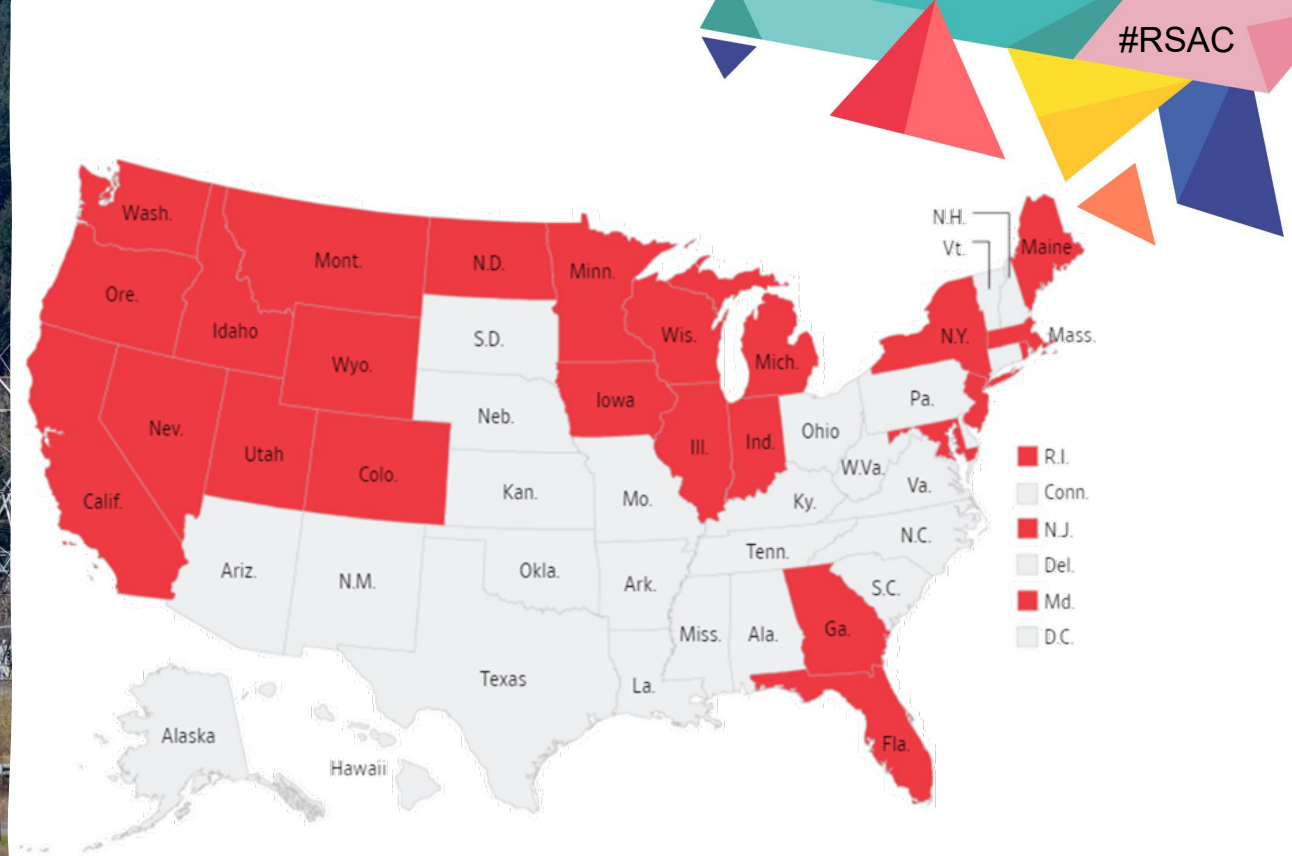 #RSAC
N.H.
Vt.
Wash.
Maine
Mont.
N.D.
Minn.
Ore.
Idaho
Wis.
N.Y.
Mass.
S.D.
Wyo.
Mich.
Iowa
Pa.
Neb.
Nev.
Ohio
Utah
Ill.
Ind.
Colo.
W.Va.
R.I.
Calif.
Kan.
Mo.
Ky.
Va.
Conn.
N.C.
N.J.
Tenn.
Ariz.
N.M.
Okla.
Ark.
Del.
S.C.
Md.
Miss.
Ala.
Ga.
D.C.
Texas
La.
Alaska
Fla.
Hawaii